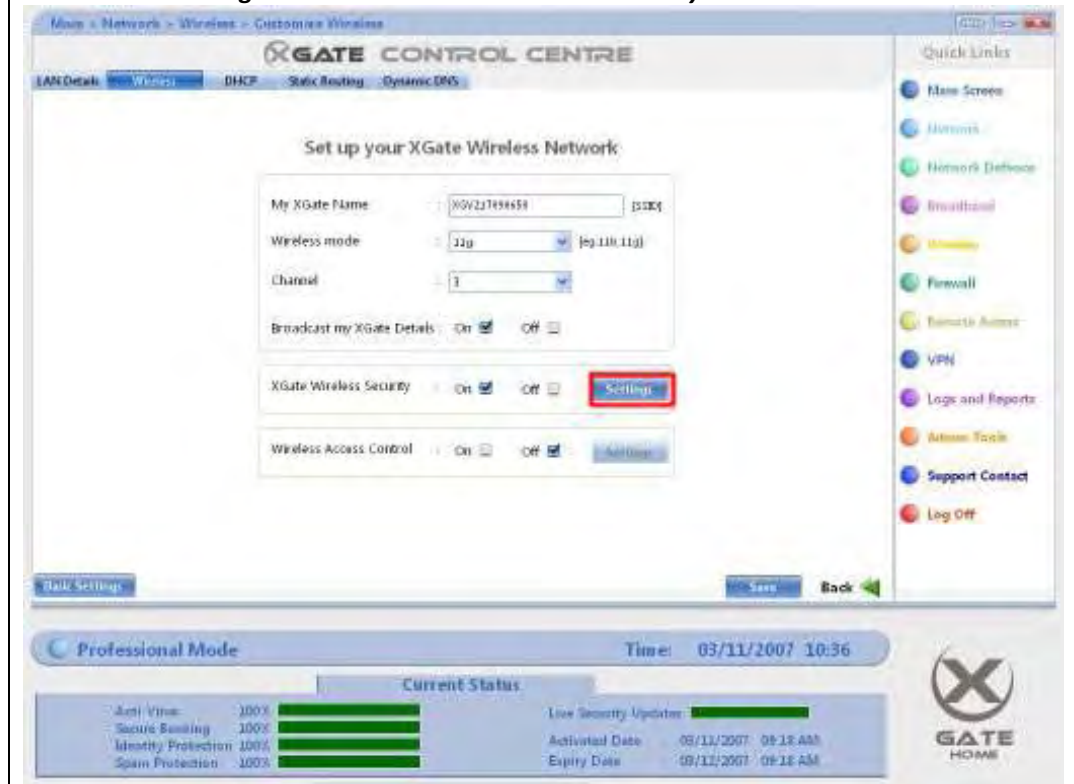 Main > Network > Wireless > Customize Wireless
XGATE CONTROL CENTRE
LAN Details Wireless DHCP Static Routing Dynamic DNS
Quick Links
Main Screen
Network
Network Defence
Broadband
Wireless
Firewall
Remote Access
VPN
Logs and Reports
Admin Tools
Support Contact
Log Off
Set up your XGate Wireless Network
My XGate Name : [SSID]
Wireless mode : 11g [eg.11b,11g]
Channel : 3
Broadcast my XGate Details : On Off
XGate Wireless Security : On Off Settings
Wireless Access Control : On Off Settings
Basic Settings Save Back
Professional Mode Time: 03/11/2007 10:36
Current Status
Anti Virus 100%
Secure Banking 100%
Identity Protection 100%
Spam Protection 100%
Live Security Updates
Activated Date 09:18 AM
Expiry Date 09:18 AM
X
GATE
HOME